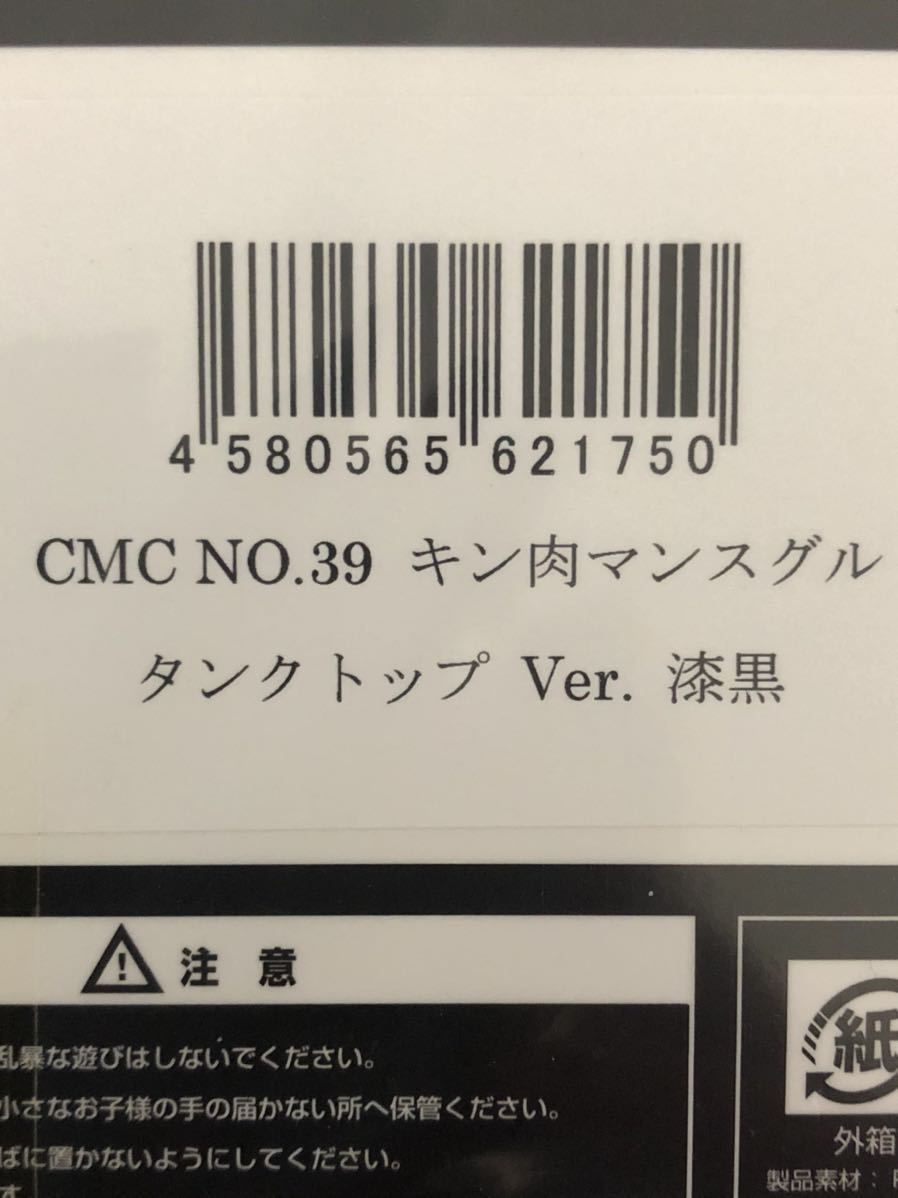 4 580565 621750
CMC NO.39 キン肉マンスグル
タンクトップ Ver. 漆黒
注 意
乱暴な遊びはしないでください。
小さなお子様の手の届かない所へ保管ください。
ばに置かないようにしてください。
す
紙
外箱
製品素材：